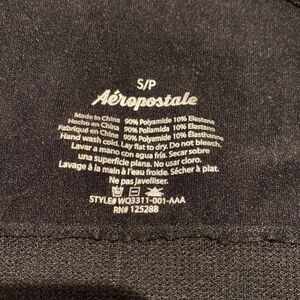 S/P
Aéropostale
Made in China 90% Polyamide 10% Elastane
Hecho en China 90% Poliamida 10% Elastano
Fabriqué en China 90% Polyamide 10% Élasthanne
Hand wash cold. Lay flat to dry. Do not bleach.
Lavar a mano con agua fría. Secar sobre
una superficie plana. No usar cloro.
Lavage à la main à l'eau froide. Sécher à plat.
Ne pas javelliser.
STYLE# WQ3311-001-AAA
RN# 125288